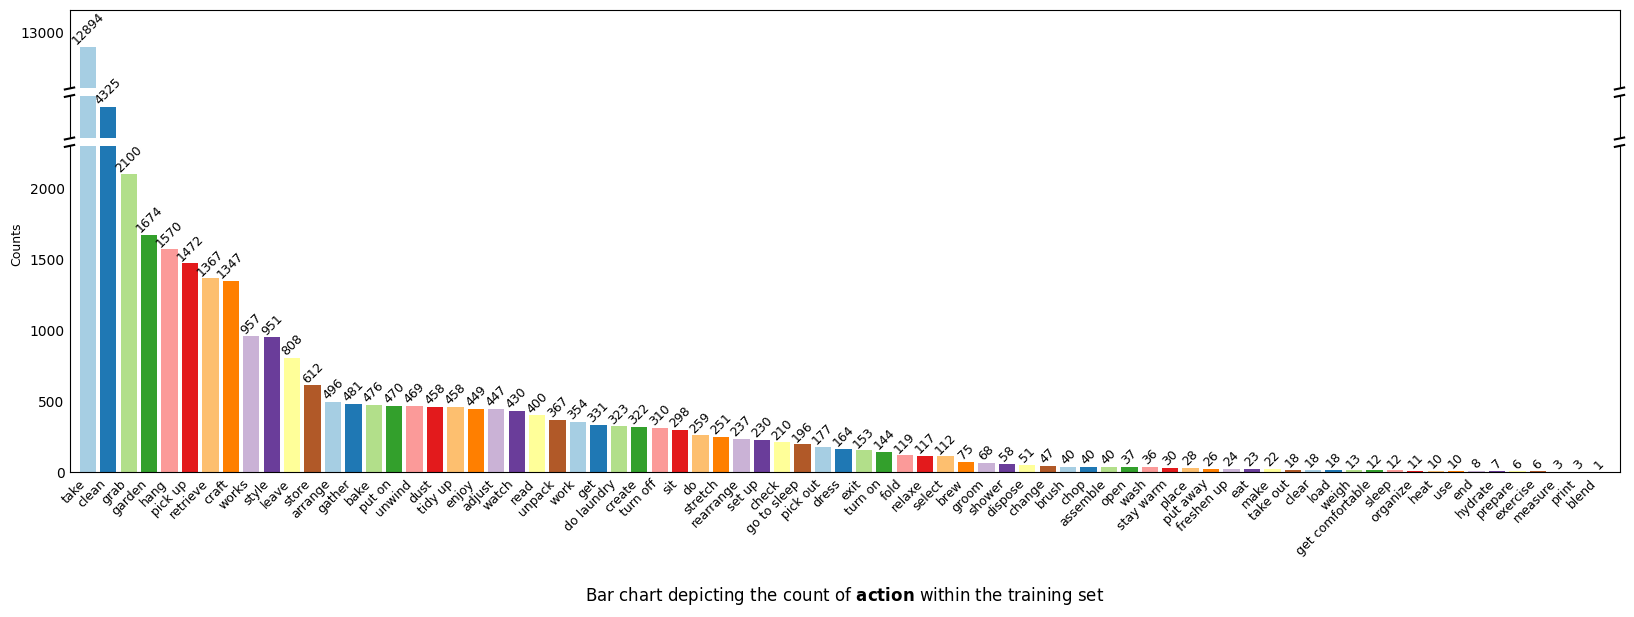 13000
2000
1500
1000
500
0
Counts
12894
4325
2100
1674
1570
1472
1367
1347
957
951
808
612
496
481
476
470
469
458
458
449
447
430
400
367
354
331
323
322
310
298
259
251
237
230
210
196
177
164
153
144
119
117
112
75
68
58
51
47
40
40
40
37
36
30
28
26
24
23
22
18
18
18
13
12
12
11
10
10
8
7
6
6
3
3
1
take
clean
grab
garden
hang
pick up
retrieve
craft
works
style
leave
store
arrange
gather
bake
put on
unwind
dust
tidy up
enjoy
adjust
watch
read
unpack
work
get
do laundry
create
turn off
sit
do
stretch
rearrange
set up
check
go to sleep
pick out
dress
exit
turn on
fold
relaxe
select
brew
groom
shower
dispose
change
brush
chop
assemble
open
wash
stay warm
place
put away
freshen up
eat
make
take out
clear
load
weigh
get comfortable
sleep
organize
heat
use
end
hydrate
prepare
exercise
measure
print
blend
Bar chart depicting the count of action within the training set